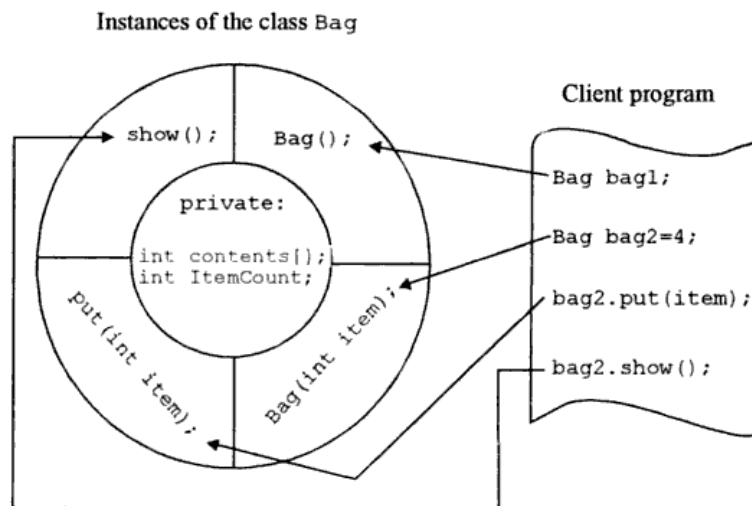 Instances of the class Bag
Client program
show();
Bag();
private:
int contents[];
int ItemCount;
put(int item);
Bag(int item);
Bag bag1;
Bag bag2=4;
bag2.put(item);
bag2.show();